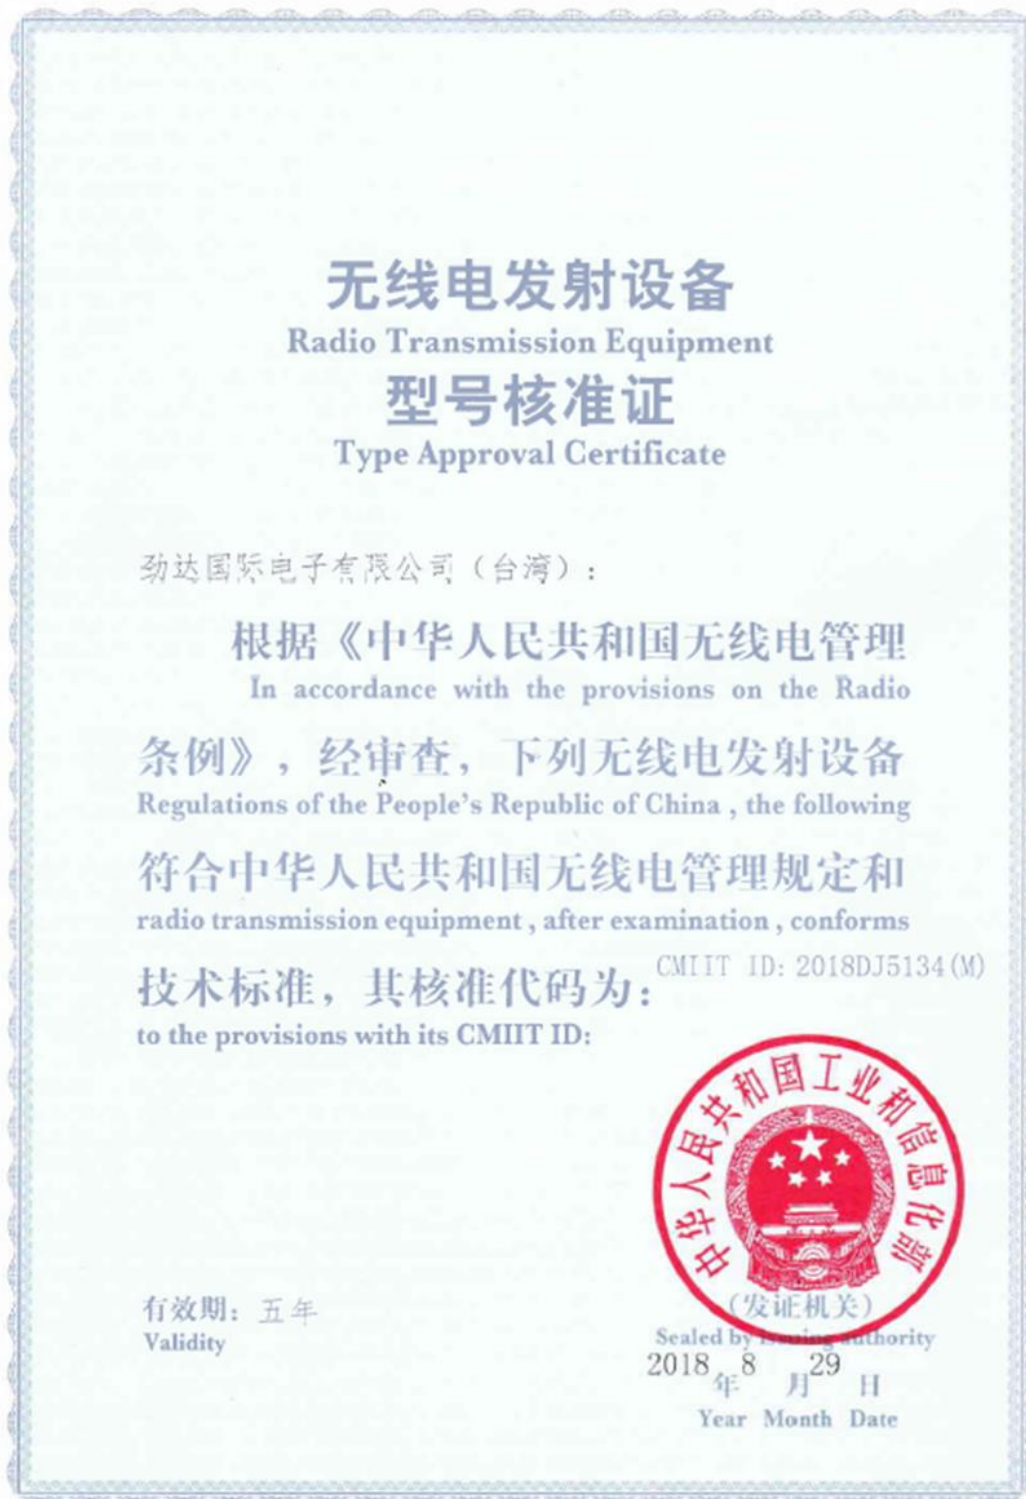 无线电发射设备
Radio Transmission Equipment
型号核准证
Type Approval Certificate
劲达国际电子有限公司（台湾）：
根据《中华人民共和国无线电管理
In accordance with the provisions on the Radio
条例》，经审查，下列无线电发射设备
Regulations of the People's Republic of China , the following
符合中华人民共和国无线电管理规定和
radio transmission equipment , after examination , conforms
技术标准，其核准代码为：
CMIIT ID: 2018DJ5134(M)
to the provisions with its CMIIT ID:
中华人民共和国工业和信息化部
有效期：五年
Validity
（发证机关）
Sealed by issuing authority
2018年8月29日
Year Month Date